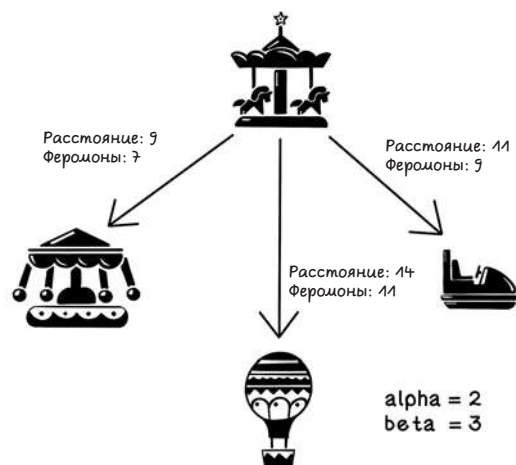 Расстояние: 9
Феромоны: 7
Расстояние: 11
Феромоны: 9
Расстояние: 14
Феромоны: 11
alpha = 2
beta = 3